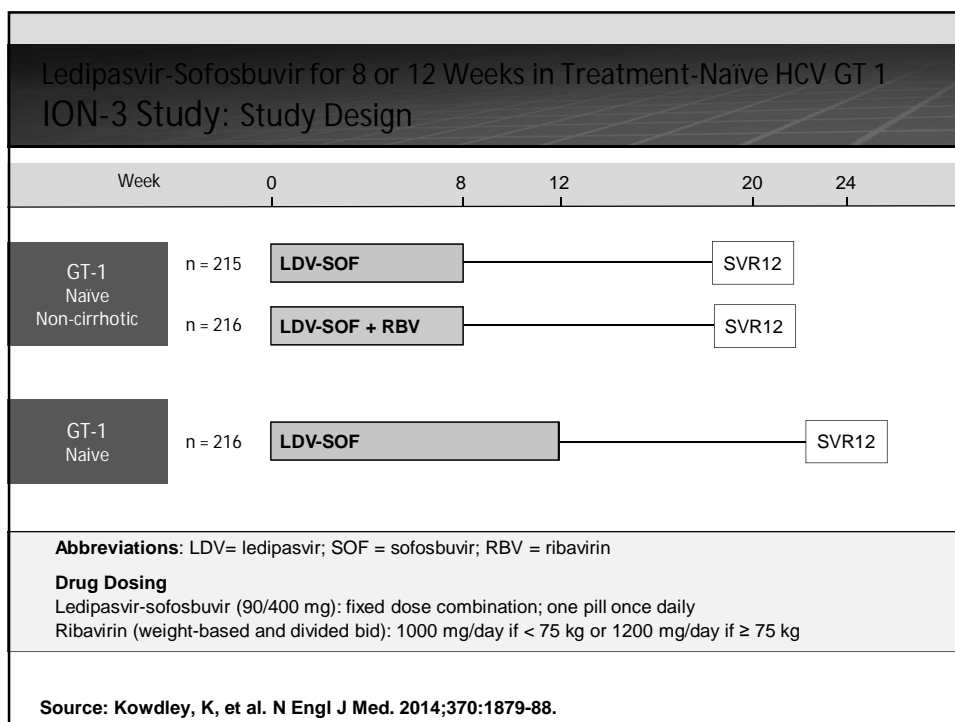 Ledipasvir-Sofosbuvir for 8 or 12 Weeks in Treatment-Naïve HCV GT 1
ION-3 Study: Study Design
Week 0 8 12 20 24
GT-1
Naïve
Non-cirrhotic
n = 215 LDV-SOF SVR12
n = 216 LDV-SOF + RBV SVR12
GT-1
Naive
n = 216 LDV-SOF SVR12
Abbreviations: LDV= ledipasvir; SOF = sofosbuvir; RBV = ribavirin
Drug Dosing
Ledipasvir-sofosbuvir (90/400 mg): fixed dose combination; one pill once daily
Ribavirin (weight-based and divided bid): 1000 mg/day if < 75 kg or 1200 mg/day if ≥ 75 kg
Source: Kowdley, K, et al. N Engl J Med. 2014;370:1879-88.